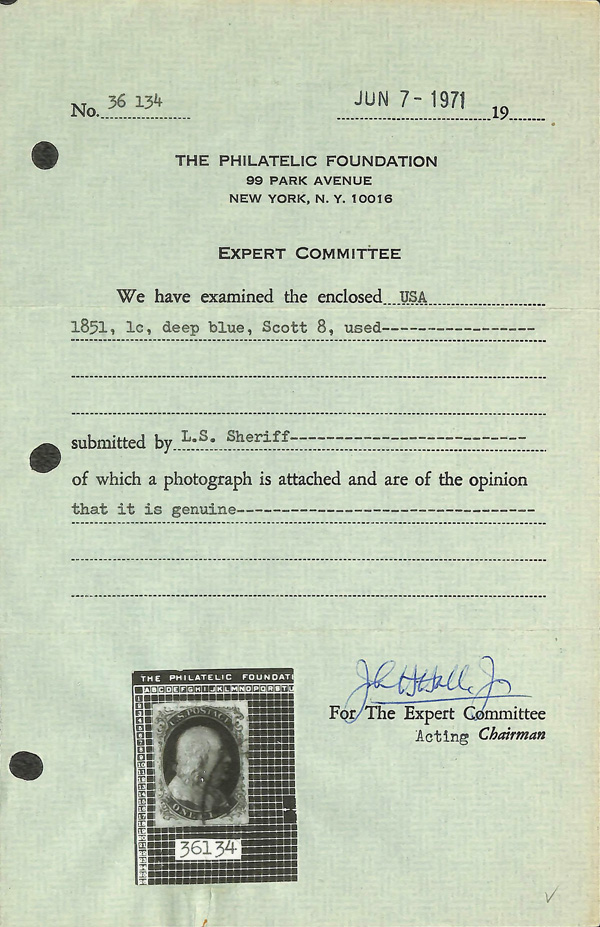 No. 36 134
JUN 7 - 1971 19
THE PHILATELIC FOUNDATION
99 PARK AVENUE
NEW YORK, N. Y. 10016
EXPERT COMMITTEE
We have examined the enclosed USA
1851, 1c, deep blue, Scott 8, used
submitted by L.S. Sheriff
of which a photograph is attached and are of the opinion
that it is genuine
THE PHILATELIC FOUNDATI
ABCDEFGHIJKLMNOPQRSTU
U.S. POSTAGE
ONE
36134
For The Expert Committee
Acting Chairman